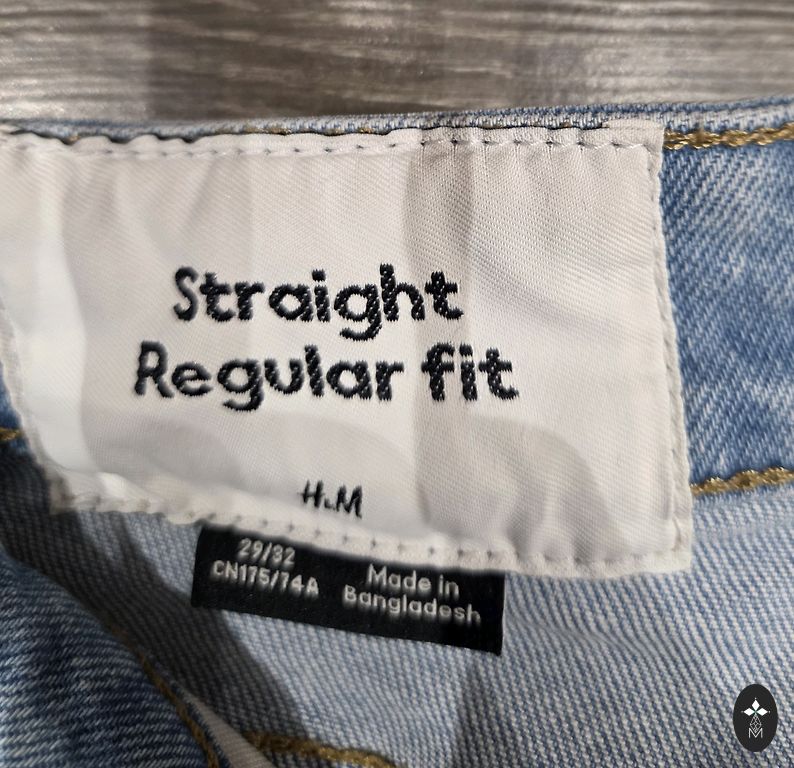 Straight
Regular fit
H&M
29/32
CN175/74A
Made in
Bangladesh
M